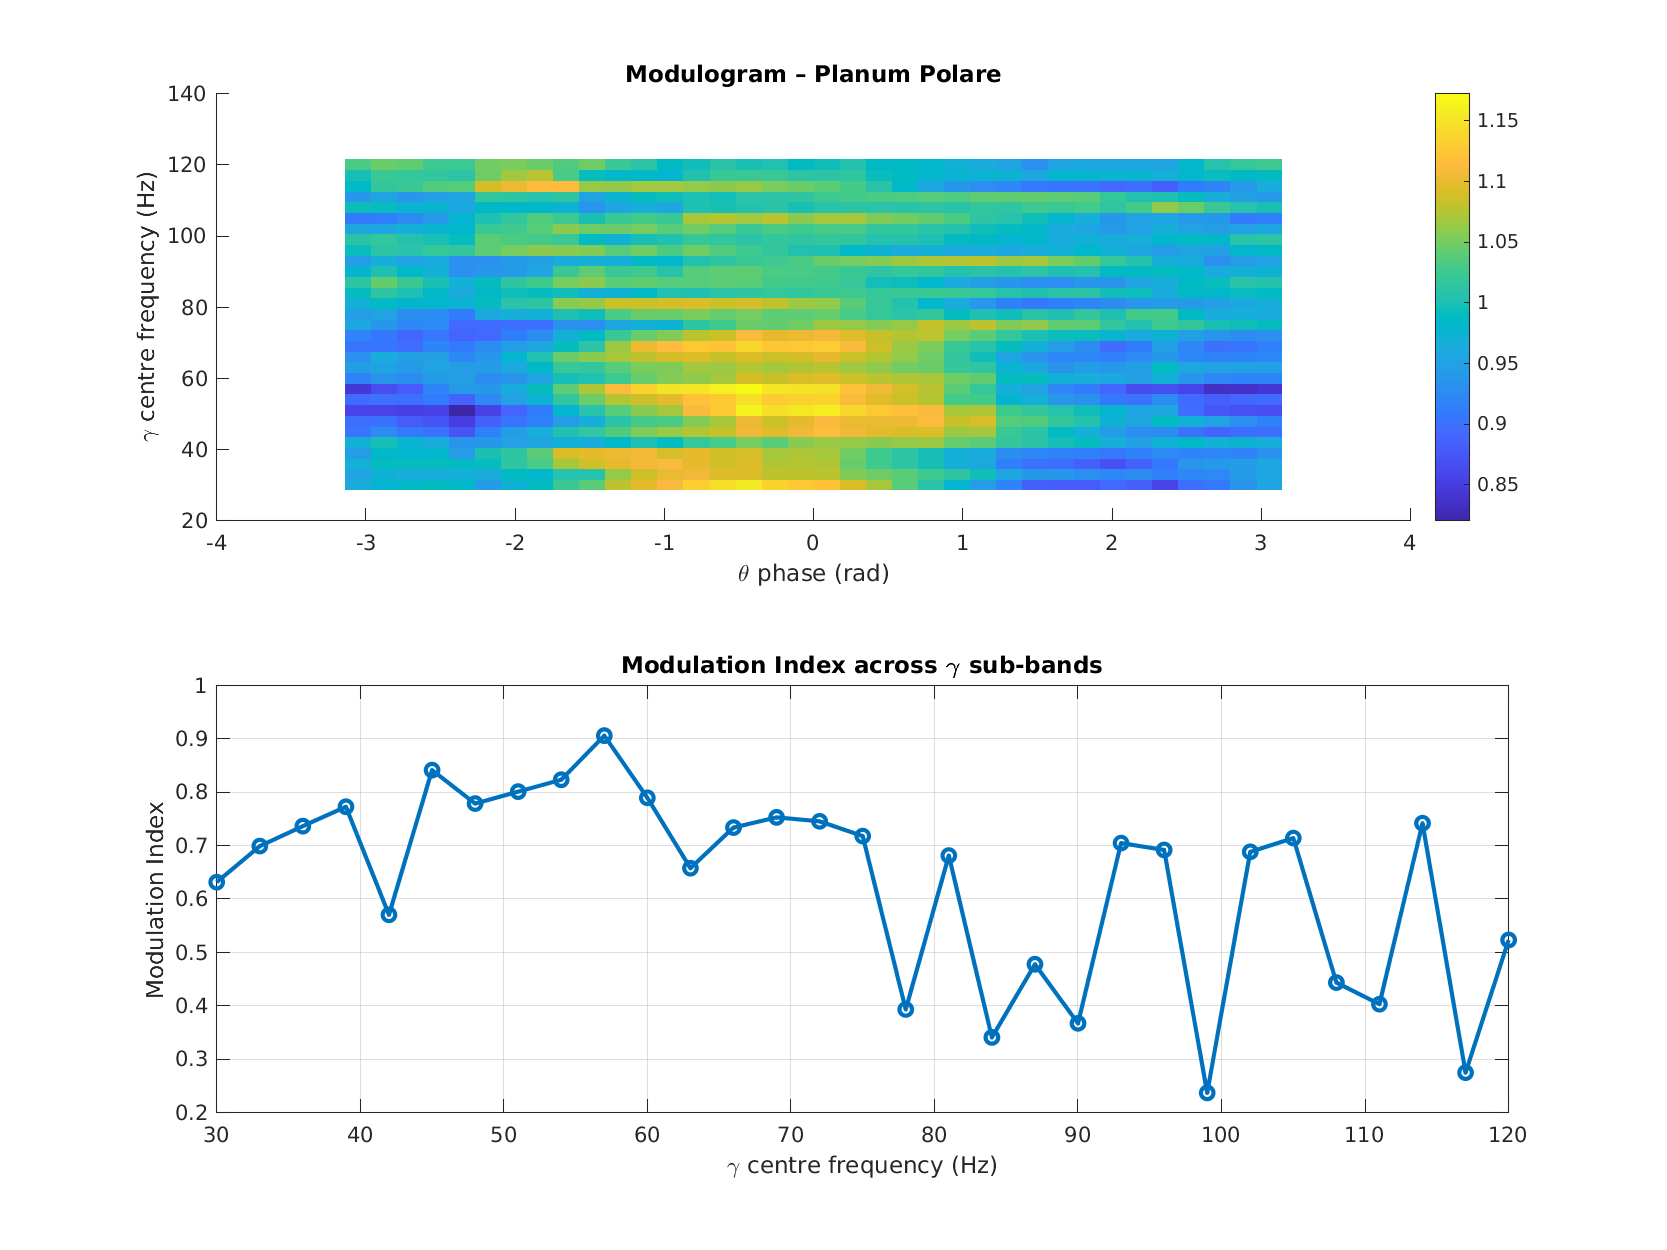 Modulogram – Planum Polare
γ centre frequency (Hz)
140
120
100
80
60
40
20
-4 -3 -2 -1 0 1 2 3 4
θ phase (rad)
1.15
1.1
1.05
1
0.95
0.9
0.85
Modulation Index across γ sub-bands
Modulation Index
1
0.9
0.8
0.7
0.6
0.5
0.4
0.3
0.2
30 40 50 60 70 80 90 100 110 120
γ centre frequency (Hz)